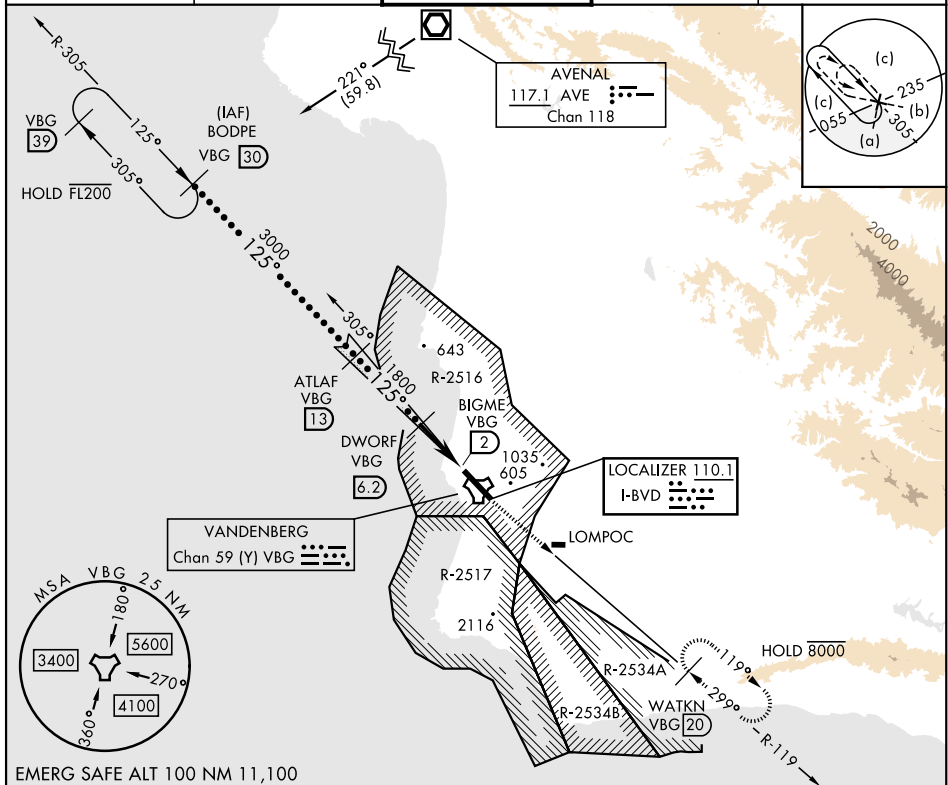 R-305
VBG
39
125°
305°
HOLD FL200
(IAF)
BODPE
VBG 30
221°
(59.8)
AVENAL
117.1 AVE
Chan 118
(c)
235
(c)
(b)
055
305
(a)
3000
125°
2000
4000
305°
643
R-2516
1800
125°
ATLAF
VBG
13
BIGME
VBG
2
1035
605
DWORF
VBG
6.2
LOCALIZER 110.1
I-BVD
VANDENBERG
Chan 59 (Y) VBG
LOMPOC
R-2517
2116
MSA VBG 25 NM
180°
5600
3400
270°
4100
360°
R-2534A
R-2534B
HOLD 8000
119°
299°
WATKN
VBG 20
R-119
EMERG SAFE ALT 100 NM 11,100